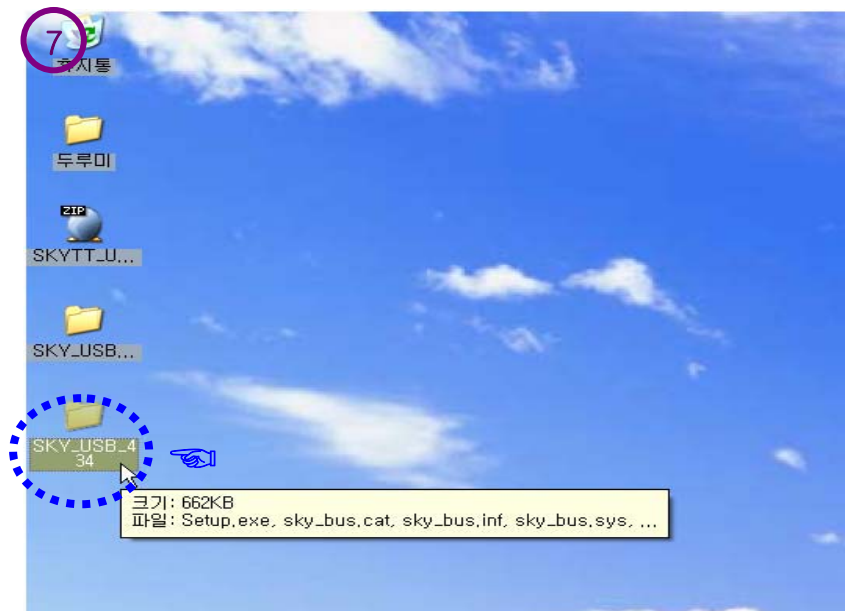 7
휴지통
두루미
ZIP
SKYTT_U...
SKY_USB...
SKY_USB_4
34
크기: 662KB
파일: Setup.exe, sky_bus.cat, sky_bus.inf, sky_bus.sys, ...